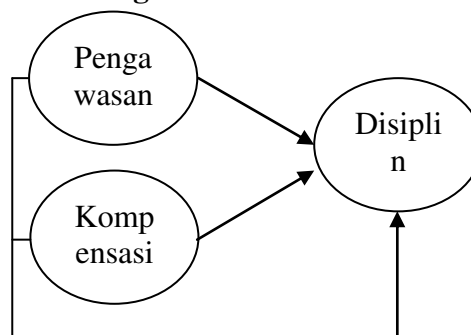 Penga
wasan
Disipli
n
Komp
ensasi